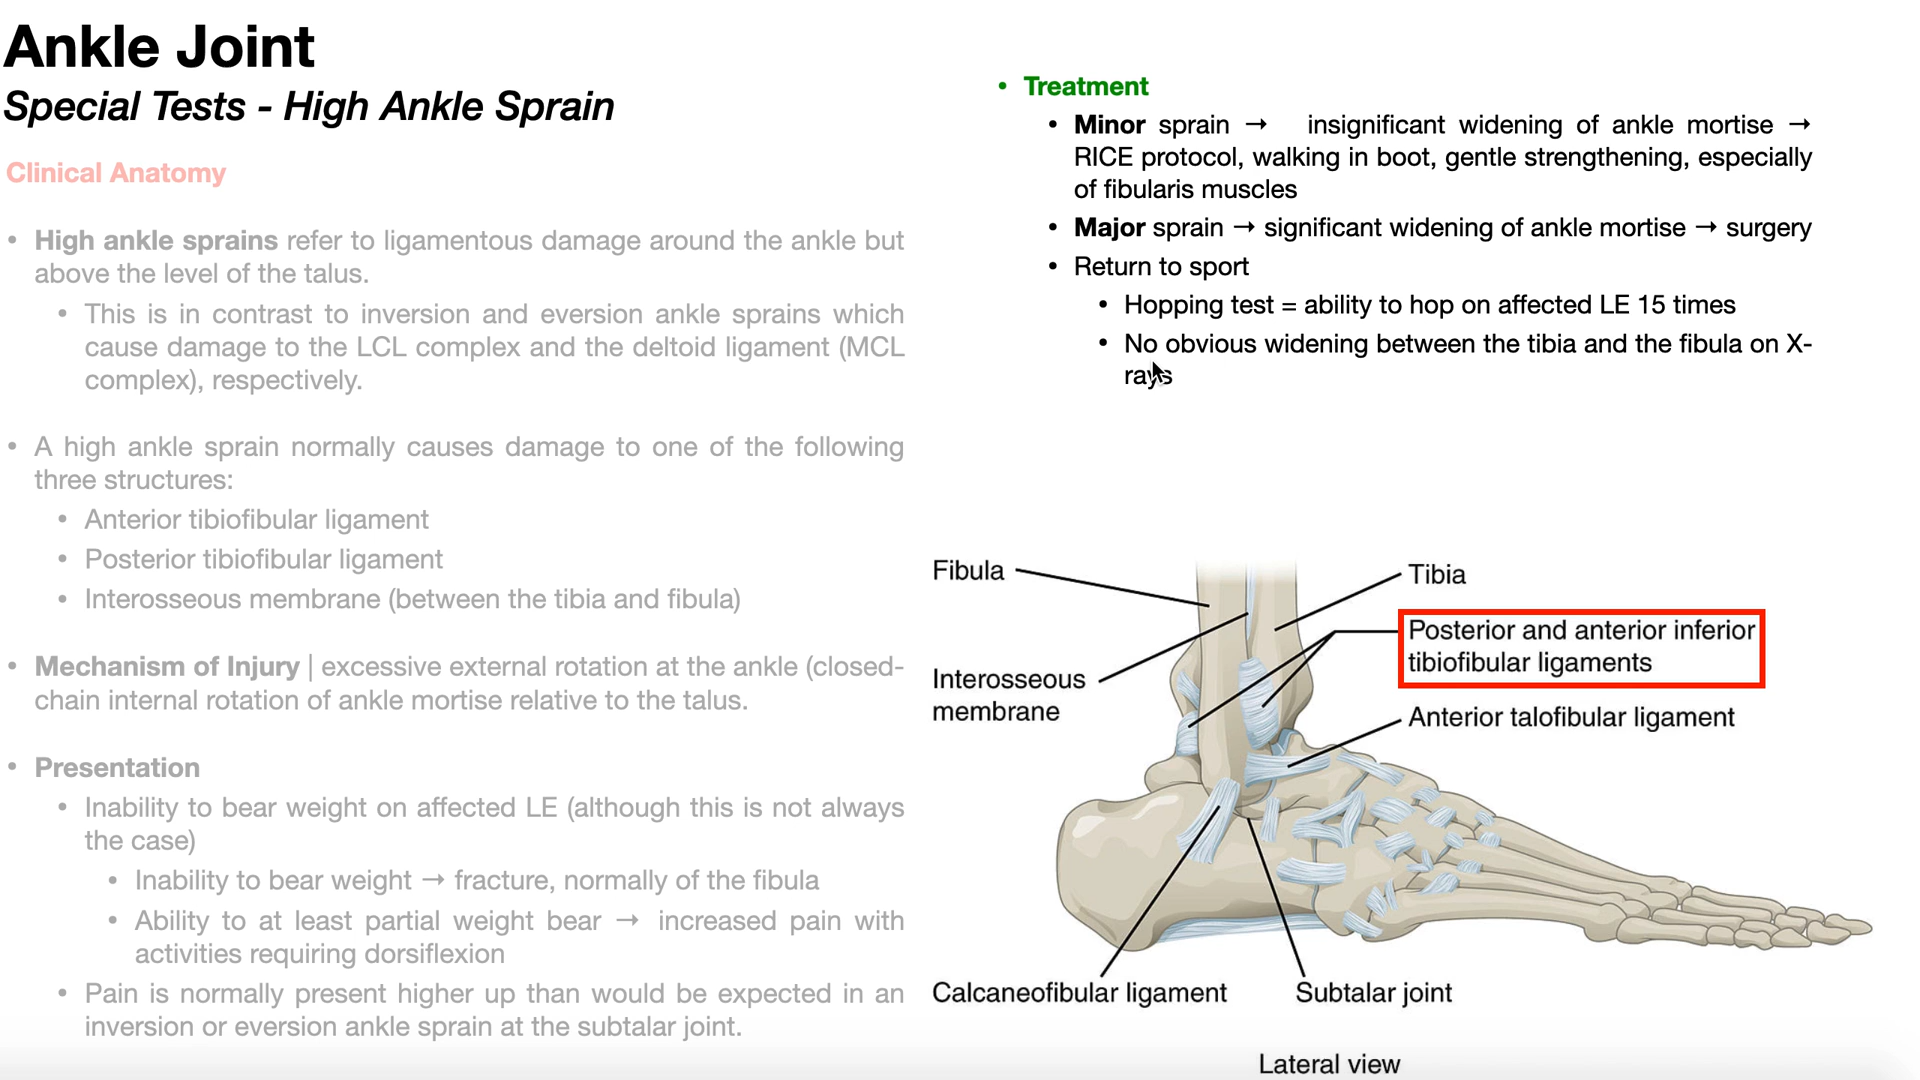 Ankle Joint
Special Tests - High Ankle Sprain
Clinical Anatomy
• High ankle sprains refer to ligamentous damage around the ankle but
above the level of the talus.
• This is in contrast to inversion and eversion ankle sprains which
cause damage to the LCL complex and the deltoid ligament (MCL
complex), respectively.
• A high ankle sprain normally causes damage to one of the following
three structures:
• Anterior tibiofibular ligament
• Posterior tibiofibular ligament
• Interosseous membrane (between the tibia and fibula)
• Mechanism of Injury | excessive external rotation at the ankle (closed-
chain internal rotation of ankle mortise relative to the talus.
• Presentation
• Inability to bear weight on affected LE (although this is not always
the case)
• Inability to bear weight → fracture, normally of the fibula
• Ability to at least partial weight bear → increased pain with
activities requiring dorsiflexion
• Pain is normally present higher up than would be expected in an
inversion or eversion ankle sprain at the subtalar joint.
• Treatment
• Minor sprain → insignificant widening of ankle mortise →
RICE protocol, walking in boot, gentle strengthening, especially
of fibularis muscles
• Major sprain → significant widening of ankle mortise → surgery
• Return to sport
• Hopping test = ability to hop on affected LE 15 times
• No obvious widening between the tibia and the fibula on X-
rays
Fibula
Tibia
Posterior and anterior inferior
tibiofibular ligaments
Interosseous
membrane
Anterior talofibular ligament
Calcaneofibular ligament
Subtalar joint
Lateral view